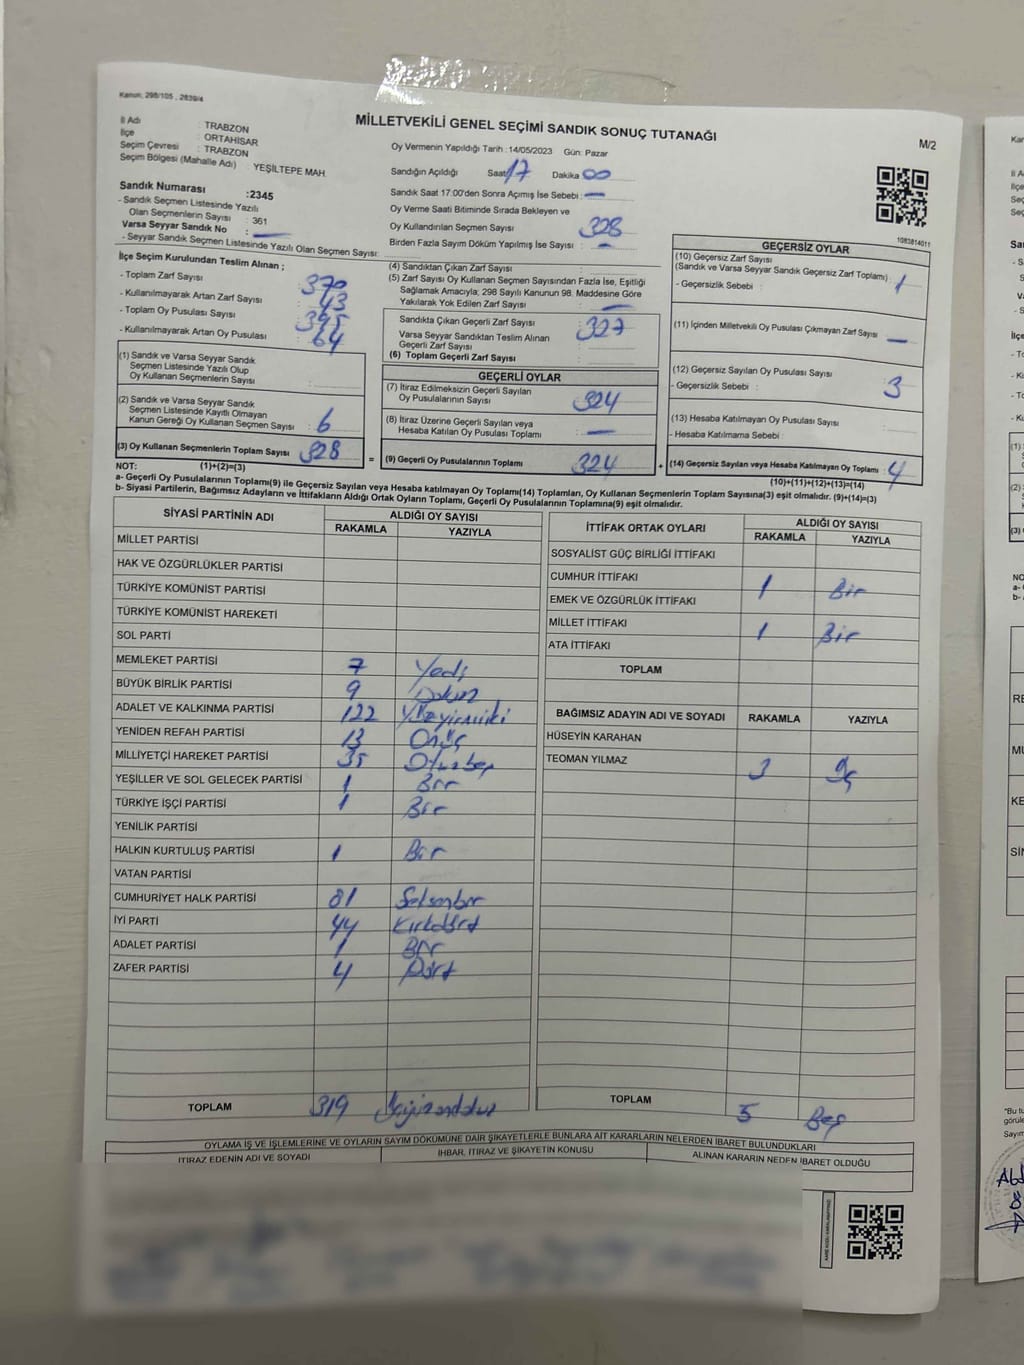 Kanun; 298/105 , 2839/4
MİLLETVEKİLİ GENEL SEÇİMİ SANDIK SONUÇ TUTANAĞI
M/2
İl Adı : TRABZON
İlçe : ORTAHİSAR
Seçim Çevresi : TRABZON
Seçim Bölgesi (Mahalle Adı) : YEŞİLTEPE MAH.
Sandık Numarası :2345
- Sandık Seçmen Listesinde Yazılı
Olan Seçmenlerin Sayısı : 361
Varsa Seyyar Sandık No : —
- Seyyar Sandık Seçmen Listesinde Yazılı Olan Seçmen Sayısı:
Oy Vermenin Yapıldığı Tarih : 14/05/2023 Gün: Pazar
Sandığın Açıldığı Saat 17 Dakika 00
Sandık Saat 17:00'den Sonra Açımış İse Sebebi : —
Oy Verme Saati Bitiminde Sırada Bekleyen ve
Oy Kullandırılan Seçmen Sayısı : 328
Birden Fazla Sayım Döküm Yapılmış İse Sayısı : —
İlçe Seçim Kurulundan Teslim Alınan ;
- Toplam Zarf Sayısı : 370
- Kullanılmayarak Artan Zarf Sayısı : 43
- Toplam Oy Pusulası Sayısı : 395
- Kullanılmayarak Artan Oy Pusulası : 64
(1) Sandık ve Varsa Seyyar Sandık
Seçmen Listesinde Yazılı Olup
Oy Kullanan Seçmenlerin Sayısı :
(2) Sandık ve Varsa Seyyar Sandık
Seçmen Listesinde Kayıtlı Olmayan
Kanun Gereği Oy Kullanan Seçmen Sayısı : 6
(3) Oy Kullanan Seçmenlerin Toplam Sayısı : 328
(4) Sandıktan Çıkan Zarf Sayısı :
(5) Zarf Sayısı Oy Kullanan Seçmen Sayısından Fazla İse, Eşitliği
Sağlamak Amacıyla; 298 Sayılı Kanunun 98. Maddesine Göre
Yakılarak Yok Edilen Zarf Sayısı : —
Sandıkta Çıkan Geçerli Zarf Sayısı : 327
Varsa Seyyar Sandıktan Teslim Alınan
Geçerli Zarf Sayısı :
(6) Toplam Geçerli Zarf Sayısı :
GEÇERLİ OYLAR
(7) İtiraz Edilmeksizin Geçerli Sayılan
Oy Pusulalarının Sayısı : 324
(8) İtiraz Üzerine Geçerli Sayılan veya
Hesaba Katılan Oy Pusulası Toplamı : —
= (9) Geçerli Oy Pusulalarının Toplamı : 324
1083814011
GEÇERSİZ OYLAR
(10) Geçersiz Zarf Sayısı
(Sandık ve Varsa Seyyar Sandık Geçersiz Zarf Toplamı) : 1
- Geçersizlik Sebebi :
(11) İçinden Milletvekili Oy Pusulası Çıkmayan Zarf Sayısı : —
(12) Geçersiz Sayılan Oy Pusulası Sayısı : 3
- Geçersizlik Sebebi :
(13) Hesaba Katılmayan Oy Pusulası Sayısı :
- Hesaba Katılmama Sebebi :
+ (14) Geçersiz Sayılan veya Hesaba Katılmayan Oy Toplamı : 4
NOT: (1)+(2)=(3)
(10)+(11)+(12)+(13)=(14)
a- Geçerli Oy Pusulalarının Toplamı(9) ile Geçersiz Sayılan veya Hesaba katılmayan Oy Toplamı(14) Toplamları, Oy Kullanan Seçmenlerin Toplam Sayısına(3) eşit olmalıdır. (9)+(14)=(3)
b- Siyasi Partilerin, Bağımsız Adayların ve İttifakların Aldığı Ortak Oyların Toplamı, Geçerli Oy Pusulalarının Toplamına(9) eşit olmalıdır.
SİYASİ PARTİNİN ADI ALDIĞI OY SAYISI
RAKAMLA YAZIYLA
MİLLET PARTİSİ
HAK VE ÖZGÜRLÜKLER PARTİSİ
TÜRKİYE KOMÜNİST PARTİSİ
TÜRKİYE KOMÜNİST HAREKETİ
SOL PARTİ
MEMLEKET PARTİSİ 7 Yedi
BÜYÜK BİRLİK PARTİSİ 9 Dokuz
ADALET VE KALKINMA PARTİSİ 122 Yüzyirmiiki
YENİDEN REFAH PARTİSİ 13 Onüç
MİLLİYETÇİ HAREKET PARTİSİ 35 Otuzbeş
YEŞİLLER VE SOL GELECEK PARTİSİ 1 Bir
TÜRKİYE İŞÇİ PARTİSİ 1 Bir
YENİLİK PARTİSİ
HALKIN KURTULUŞ PARTİSİ 1 Bir
VATAN PARTİSİ
CUMHURİYET HALK PARTİSİ 81 Seksenbir
İYİ PARTİ 44 Kırkdört
ADALET PARTİSİ 1 Bir
ZAFER PARTİSİ 4 Dört
TOPLAM 319 Üçyüzondokuz
İTTİFAK ORTAK OYLARI ALDIĞI OY SAYISI
RAKAMLA YAZIYLA
SOSYALİST GÜÇ BİRLİĞİ İTTİFAKI
CUMHUR İTTİFAKI 1 Bir
EMEK VE ÖZGÜRLÜK İTTİFAKI
MİLLET İTTİFAKI 1 Bir
ATA İTTİFAKI
TOPLAM
BAĞIMSIZ ADAYIN ADI VE SOYADI RAKAMLA YAZIYLA
HÜSEYİN KARAHAN
TEOMAN YILMAZ 3 Üç
TOPLAM 5 Beş
OYLAMA İŞ VE İŞLEMLERİNE VE OYLARIN SAYIM DÖKÜMÜNE DAİR ŞİKAYETLERLE BUNLARA AİT KARARLARIN NELERDEN İBARET BULUNDUKLARI
İTİRAZ EDENİN ADI VE SOYADI İHBAR, İTİRAZ VE ŞİKAYETİN KONUSU ALINAN KARARIN NEDEN İBARET OLDUĞU